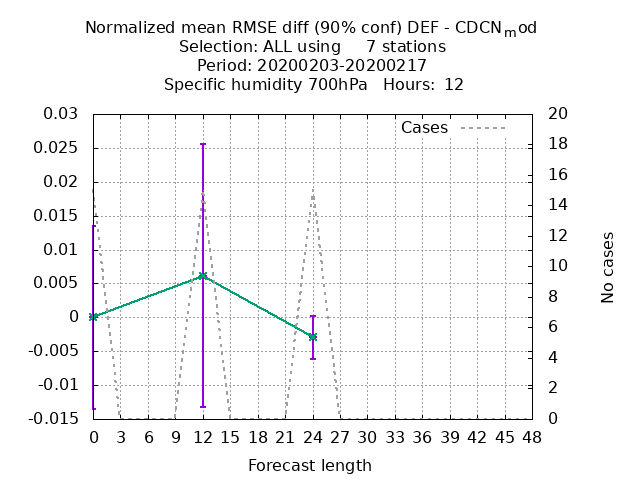 Normalized mean RMSE diff (90% conf) DEF - CDCNmod
Selection: ALL using     7 stations
Period: 20200203-20200217
Specific humidity 700hPa   Hours:  12
0.03
0.025
0.02
0.015
0.01
0.005
0
-0.005
-0.01
-0.015
20
18
16
14
12
10
8
6
4
2
0
Cases
No cases
0 3 6 9 12 15 18 21 24 27 30 33 36 39 42 45 48
Forecast length